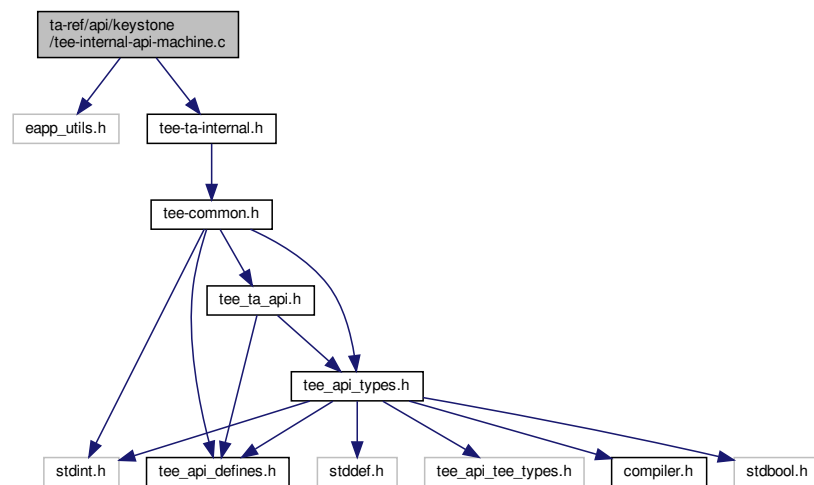 ta-ref/api/keystone
/tee-internal-api-machine.c
eapp_utils.h
tee-ta-internal.h
tee-common.h
tee_ta_api.h
tee_api_types.h
stdint.h
tee_api_defines.h
stddef.h
tee_api_tee_types.h
compiler.h
stdbool.h